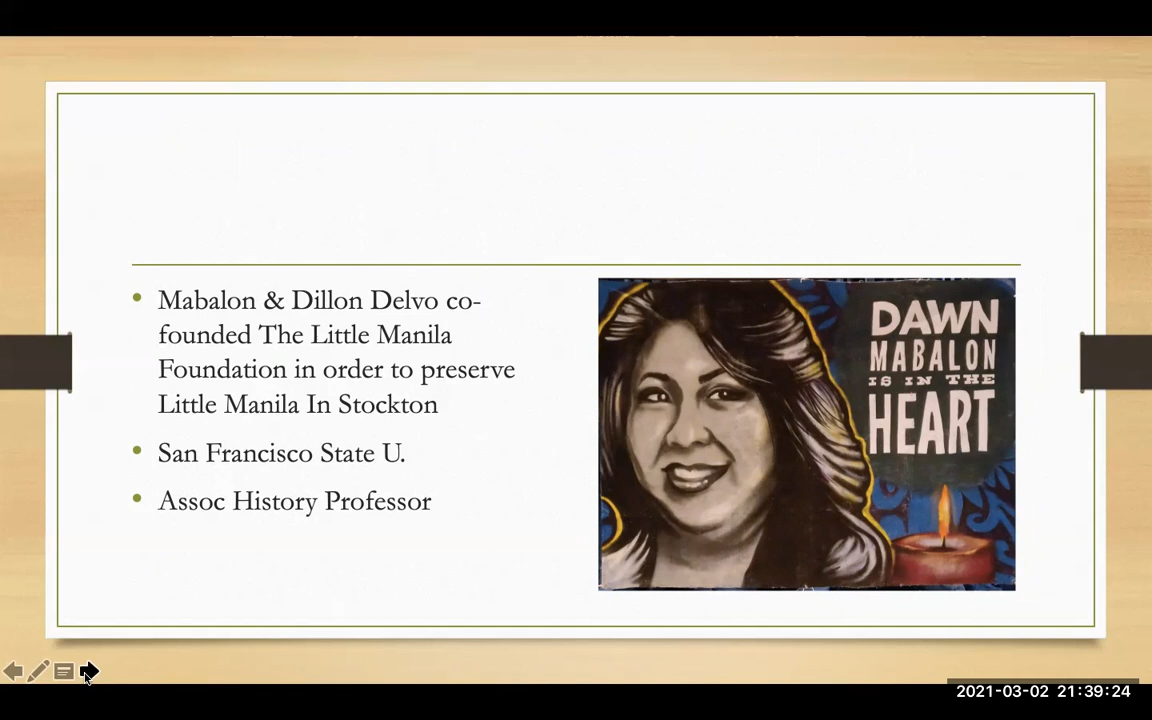 Mabalon & Dillon Delvo co-
founded The Little Manila
Foundation in order to preserve
Little Manila In Stockton
San Francisco State U.
Assoc History Professor
DAWN
MABALON
IS IN THE
HEART
2021-03-02 21:39:24